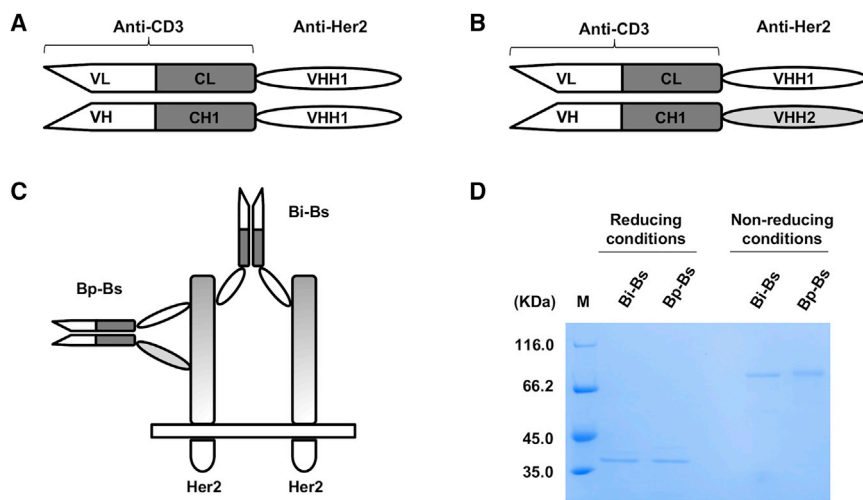 A
Anti-CD3 Anti-Her2
VL CL VHH1
VH CH1 VHH1
B
Anti-CD3 Anti-Her2
VL CL VHH1
VH CH1 VHH2
C
Bi-Bs
Bp-Bs
Her2 Her2
D
Reducing conditions
Non-reducing conditions
(KDa) M Bi-Bs Bp-Bs Bi-Bs Bp-Bs
116.0
66.2
45.0
35.0